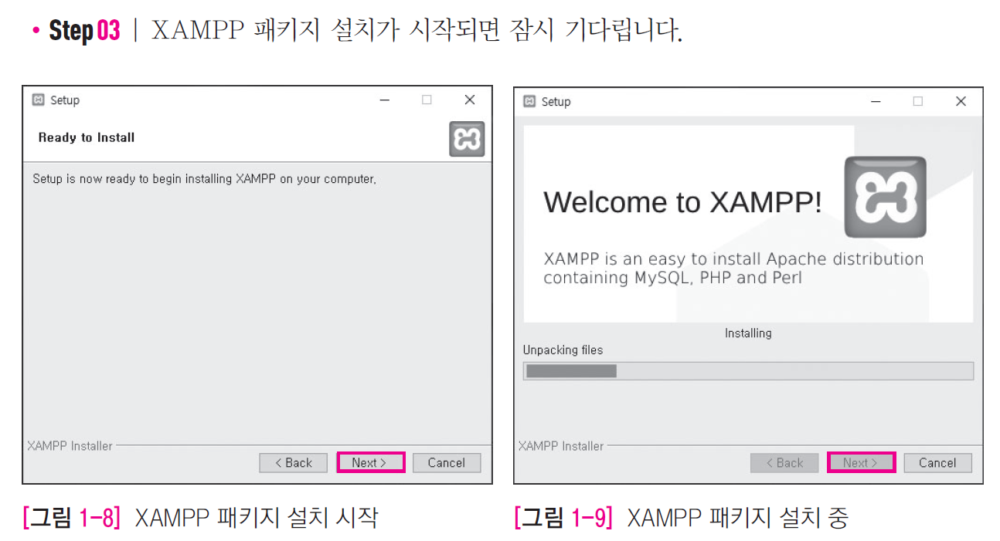 • Step 03 | XAMPP 패키지 설치가 시작되면 잠시 기다립니다.
Setup
Ready to Install
Setup is now ready to begin installing XAMPP on your computer.
XAMPP Installer
< Back Next > Cancel
[그림 1-8] XAMPP 패키지 설치 시작
Setup
Welcome to XAMPP!
XAMPP is an easy to install Apache distribution
containing MySQL, PHP and Perl
Installing
Unpacking files
XAMPP Installer
< Back Next > Cancel
[그림 1-9] XAMPP 패키지 설치 중